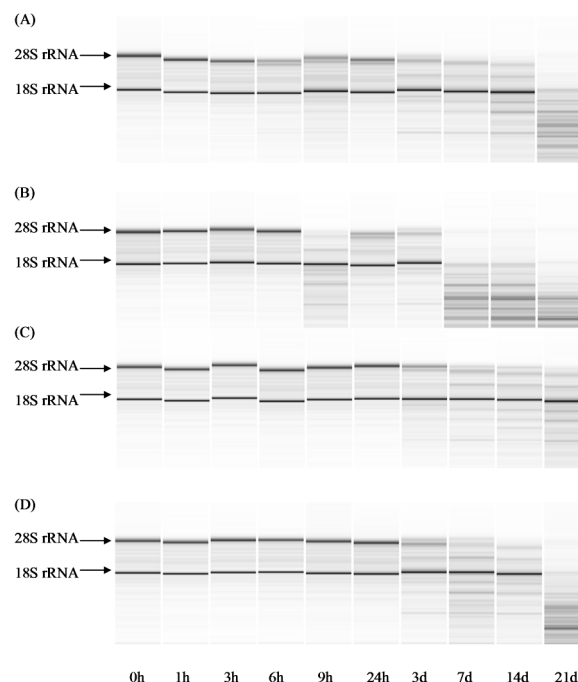 (A)
28S rRNA
18S rRNA
(B)
28S rRNA
18S rRNA
(C)
28S rRNA
18S rRNA
(D)
28S rRNA
18S rRNA
0h 1h 3h 6h 9h 24h 3d 7d 14d 21d